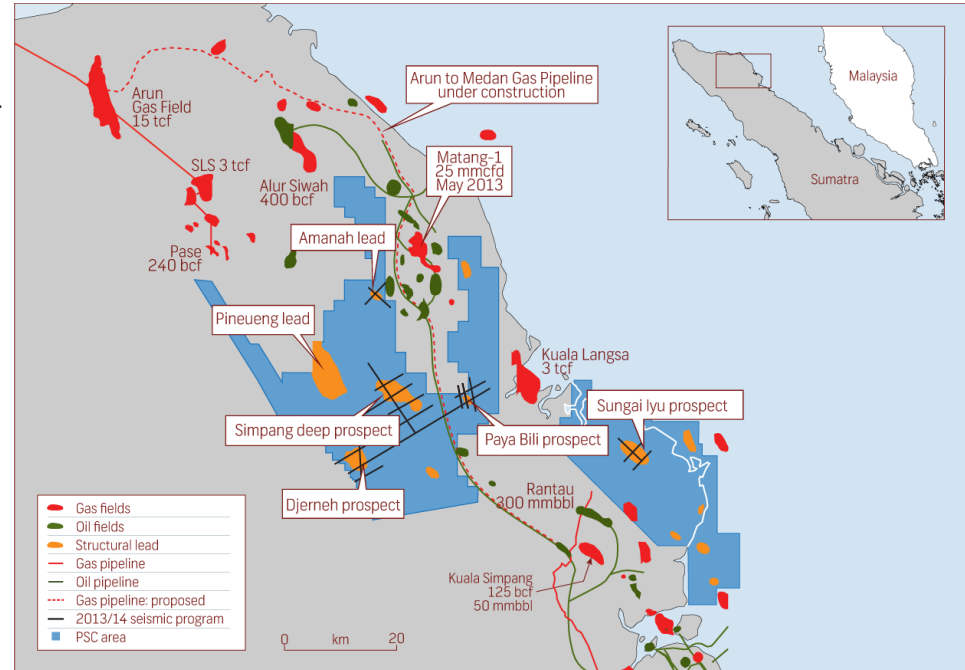 Arun to Medan Gas Pipeline
under construction
Malaysia
Sumatra
Arun
Gas Field
15 tcf
SLS 3 tcf
Alur Siwah
400 bcf
Matang-1
25 mmcfd
May 2013
Pase
240 bcf
Amanah lead
Pineueng lead
Kuala Langsa
3 tcf
Sungai Iyu prospect
Simpang deep prospect
Paya Bili prospect
Djerneh prospect
Rantau
300 mmbbl
Kuala Simpang
125 bcf
50 mmbbl
Gas fields
Oil fields
Structural lead
Gas pipeline
Oil pipeline
Gas pipeline: proposed
2013/14 seismic program
PSC area
0 km 20